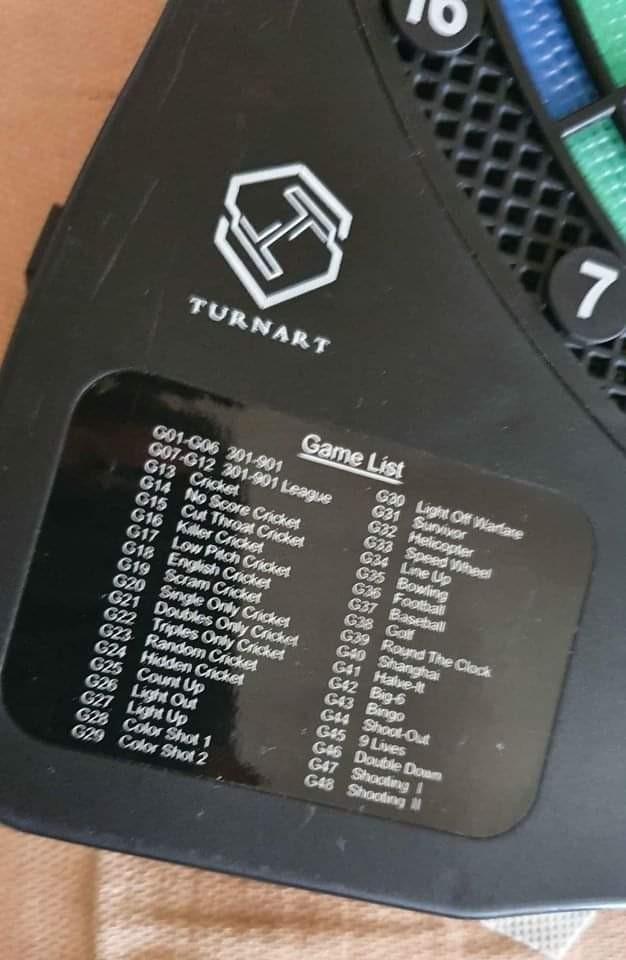 16
7
TURNART
Game List
G01-G06 301-901
G07-G12 301-901 League
G13 Cricket
G14 No Score Cricket
G15 Cut Throat Cricket
G16 Killer Cricket
G17 Low Pitch Cricket
G18 English Cricket
G19 Scram Cricket
G20 Single Only Cricket
G21 Doubles Only Cricket
G22 Triples Only Cricket
G23 Random Cricket
G24 Hidden Cricket
G25 Count Up
G26 Light Out
G27 Light Up
G28 Color Shot 1
G29 Color Shot 2
G30 Light Off Warfare
G31 Survivor
G32 Helicopter
G33 Speed Wheel
G34 Line Up
G35 Bowling
G36 Football
G37 Baseball
G38 Golf
G39 Round The Clock
G40 Shanghai
G41 Halve-It
G42 Big-6
G43 Bingo
G44 Shoot-Out
G45 9 Lives
G46 Double Down
G47 Shooting I
G48 Shooting II